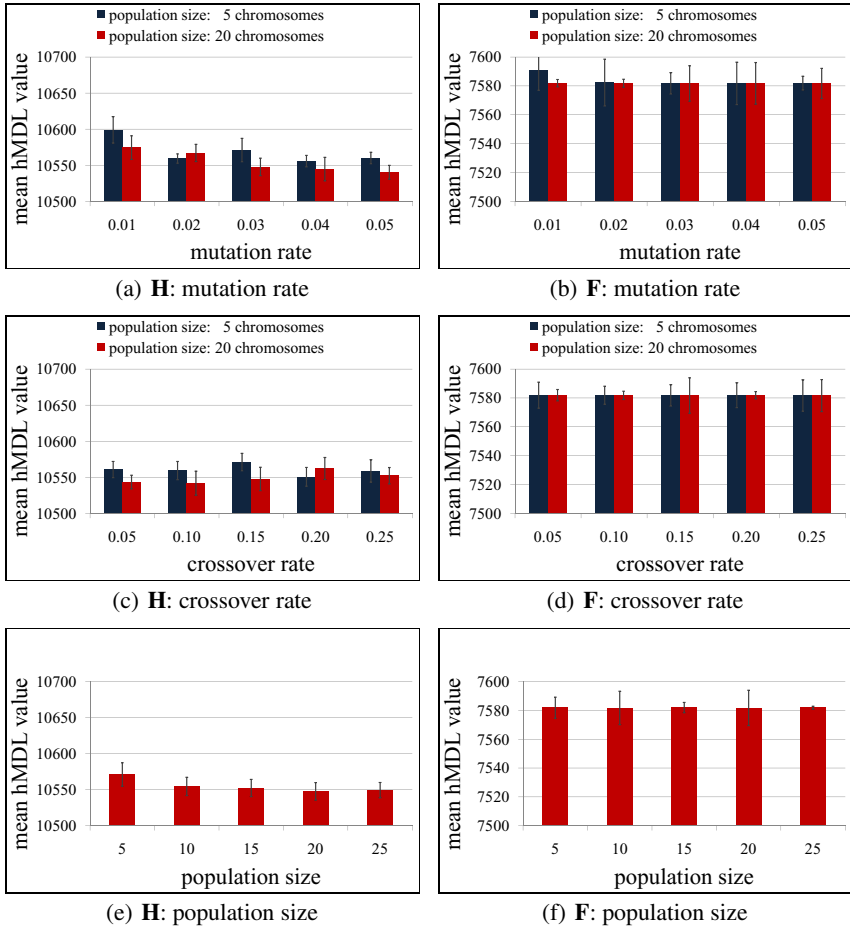 population size: 5 chromosomes
population size: 20 chromosomes
10700
10650
10600
10550
10500
mean hMDL value
0.01 0.02 0.03 0.04 0.05
mutation rate
(a) H: mutation rate
population size: 5 chromosomes
population size: 20 chromosomes
7600
7580
7560
7540
7520
7500
mean hMDL value
0.01 0.02 0.03 0.04 0.05
mutation rate
(b) F: mutation rate
population size: 5 chromosomes
population size: 20 chromosomes
10700
10650
10600
10550
10500
mean hMDL value
0.05 0.10 0.15 0.20 0.25
crossover rate
(c) H: crossover rate
population size: 5 chromosomes
population size: 20 chromosomes
7600
7580
7560
7540
7520
7500
mean hMDL value
0.05 0.10 0.15 0.20 0.25
crossover rate
(d) F: crossover rate
10700
10650
10600
10550
10500
mean hMDL value
5 10 15 20 25
population size
(e) H: population size
7600
7580
7560
7540
7520
7500
mean hMDL value
5 10 15 20 25
population size
(f) F: population size